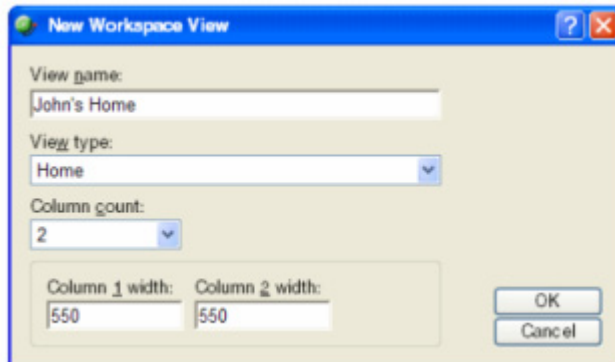 New Workspace View
View name:
John's Home
View type:
Home
Column count:
2
Column 1 width: Column 2 width:
550 550
OK
Cancel